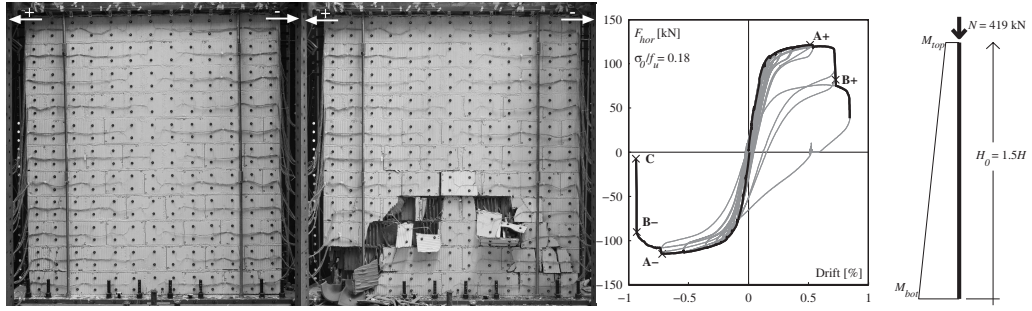 +
-
+
-
F_hor [kN]
σ_0/f_u = 0.18
150
100
50
0
−50
−100
−150
−1
−0.5
0
0.5
1
Drift [%]
A+
B+
C
B−
A−
N = 419 kN
M_top
H_0 = 1.5H
M_bot